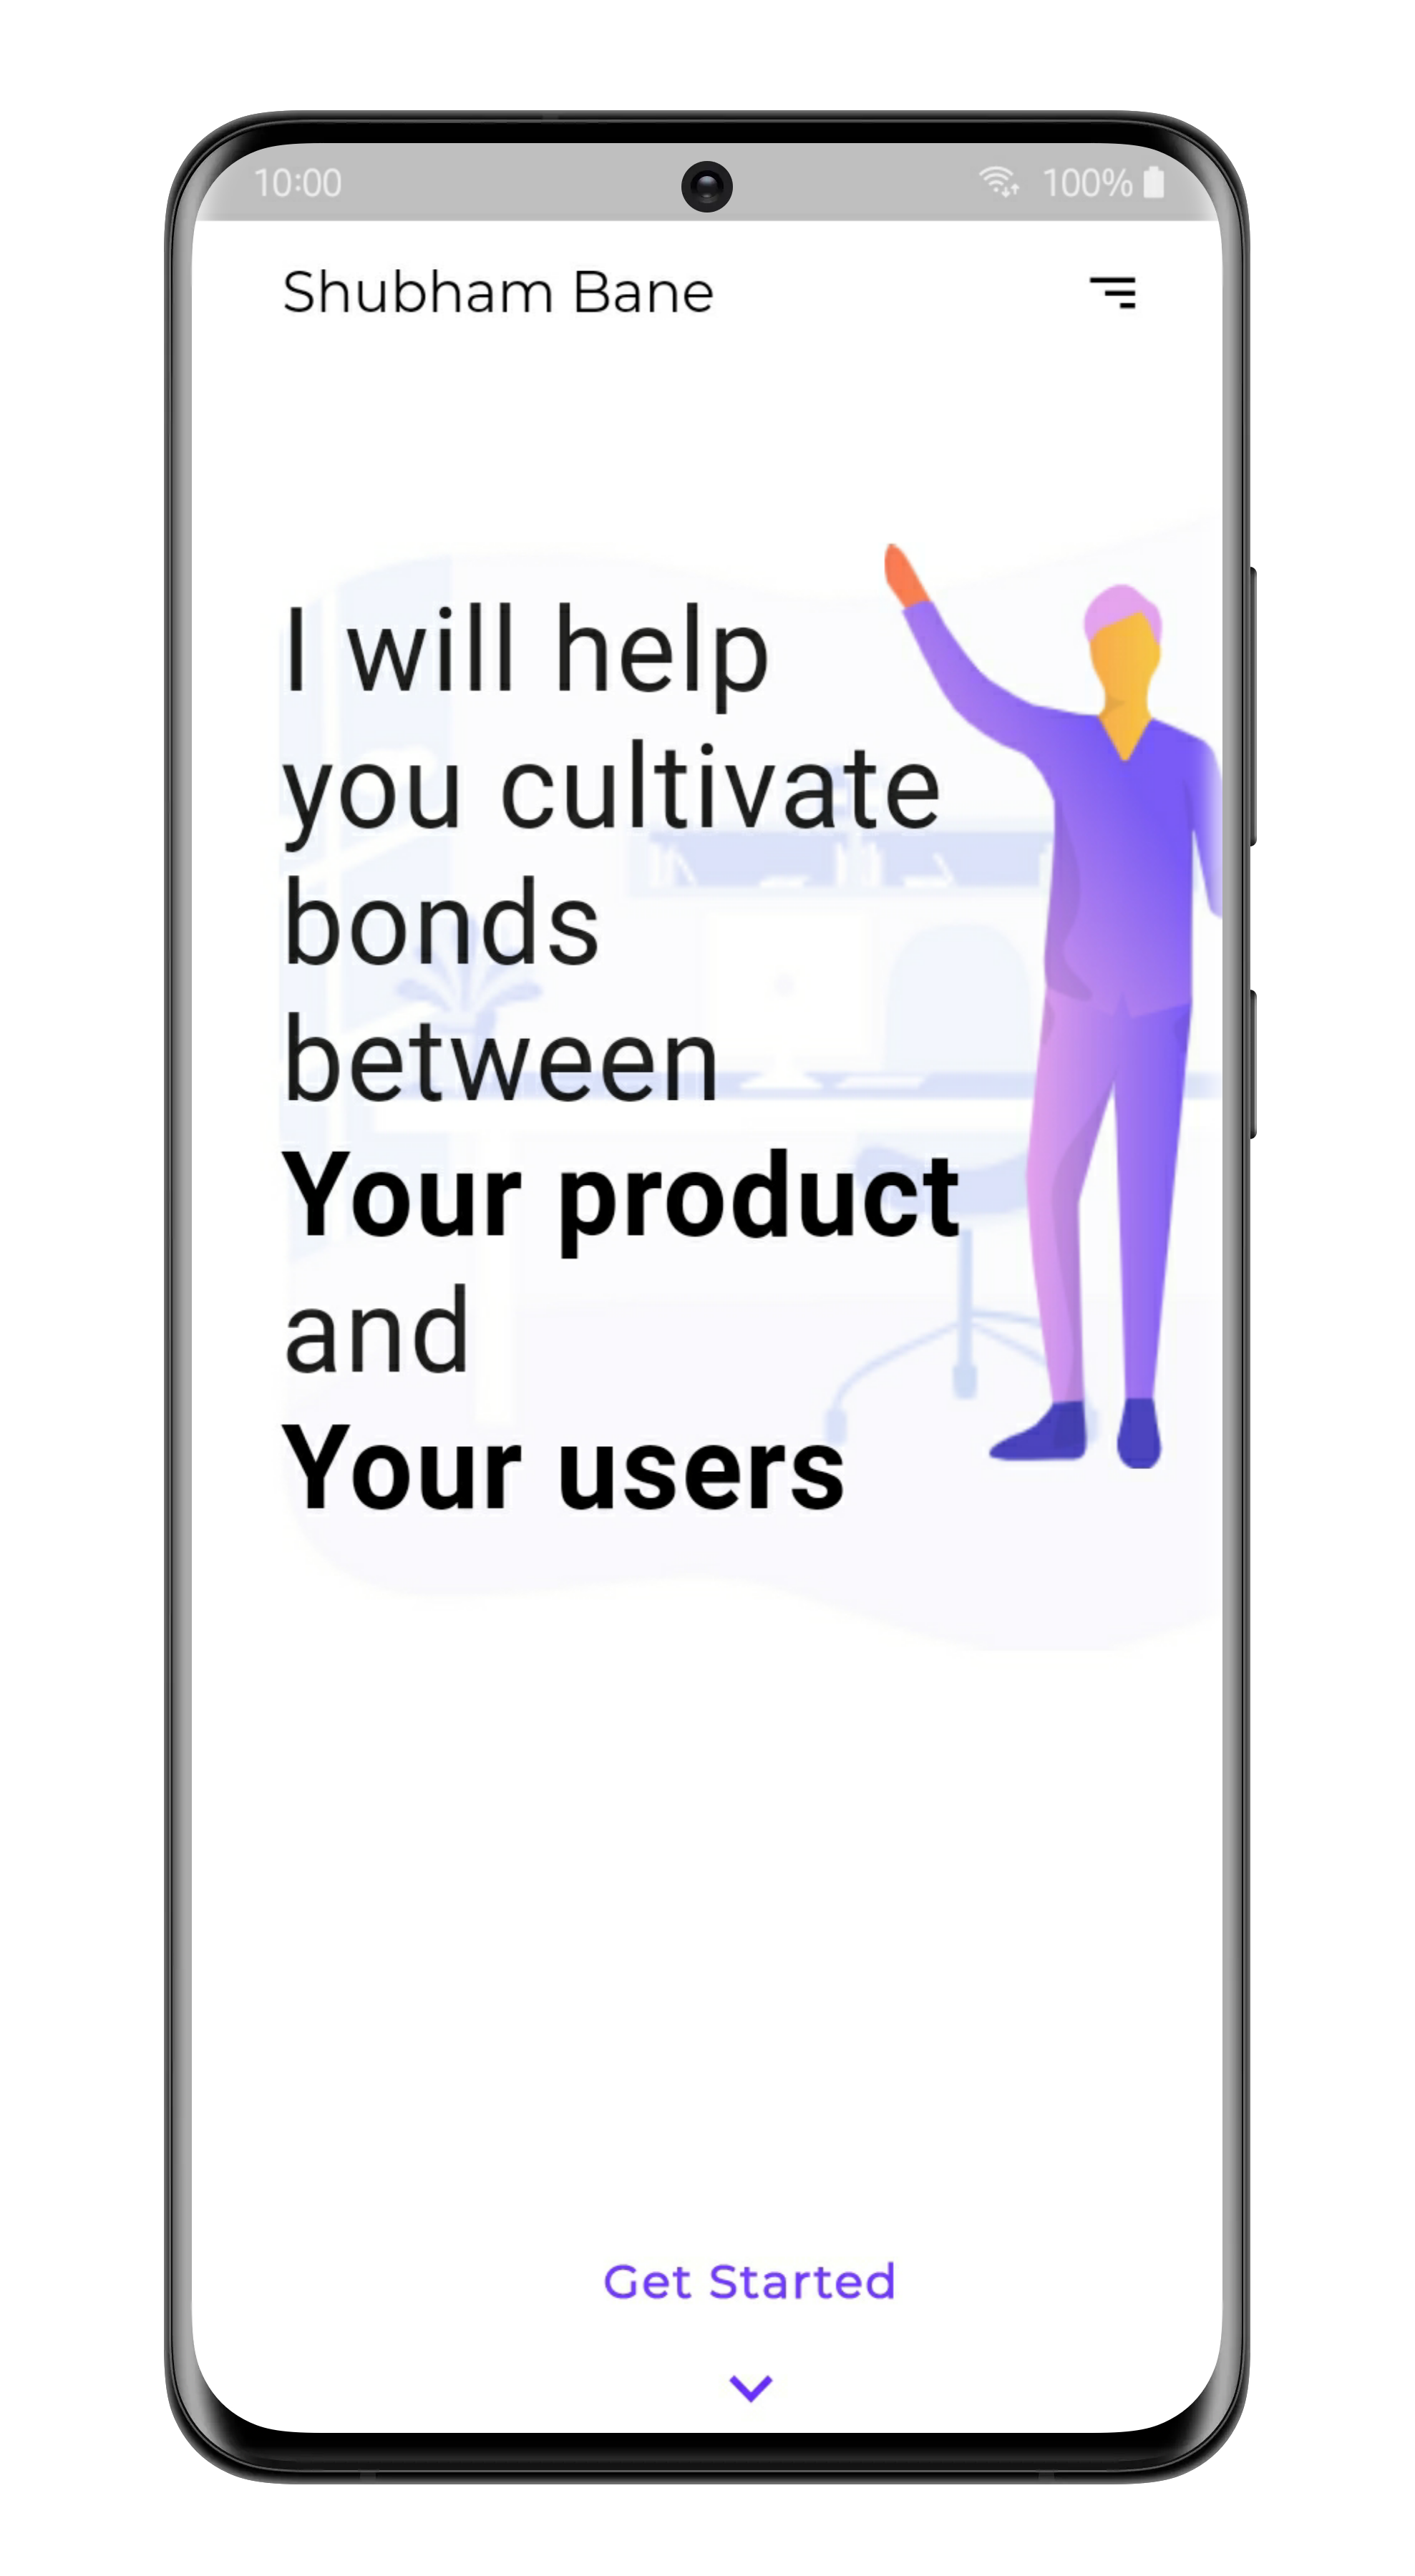 10:00 100%
Shubham Bane
I will help
you cultivate
bonds
between
Your product
and
Your users
Get Started